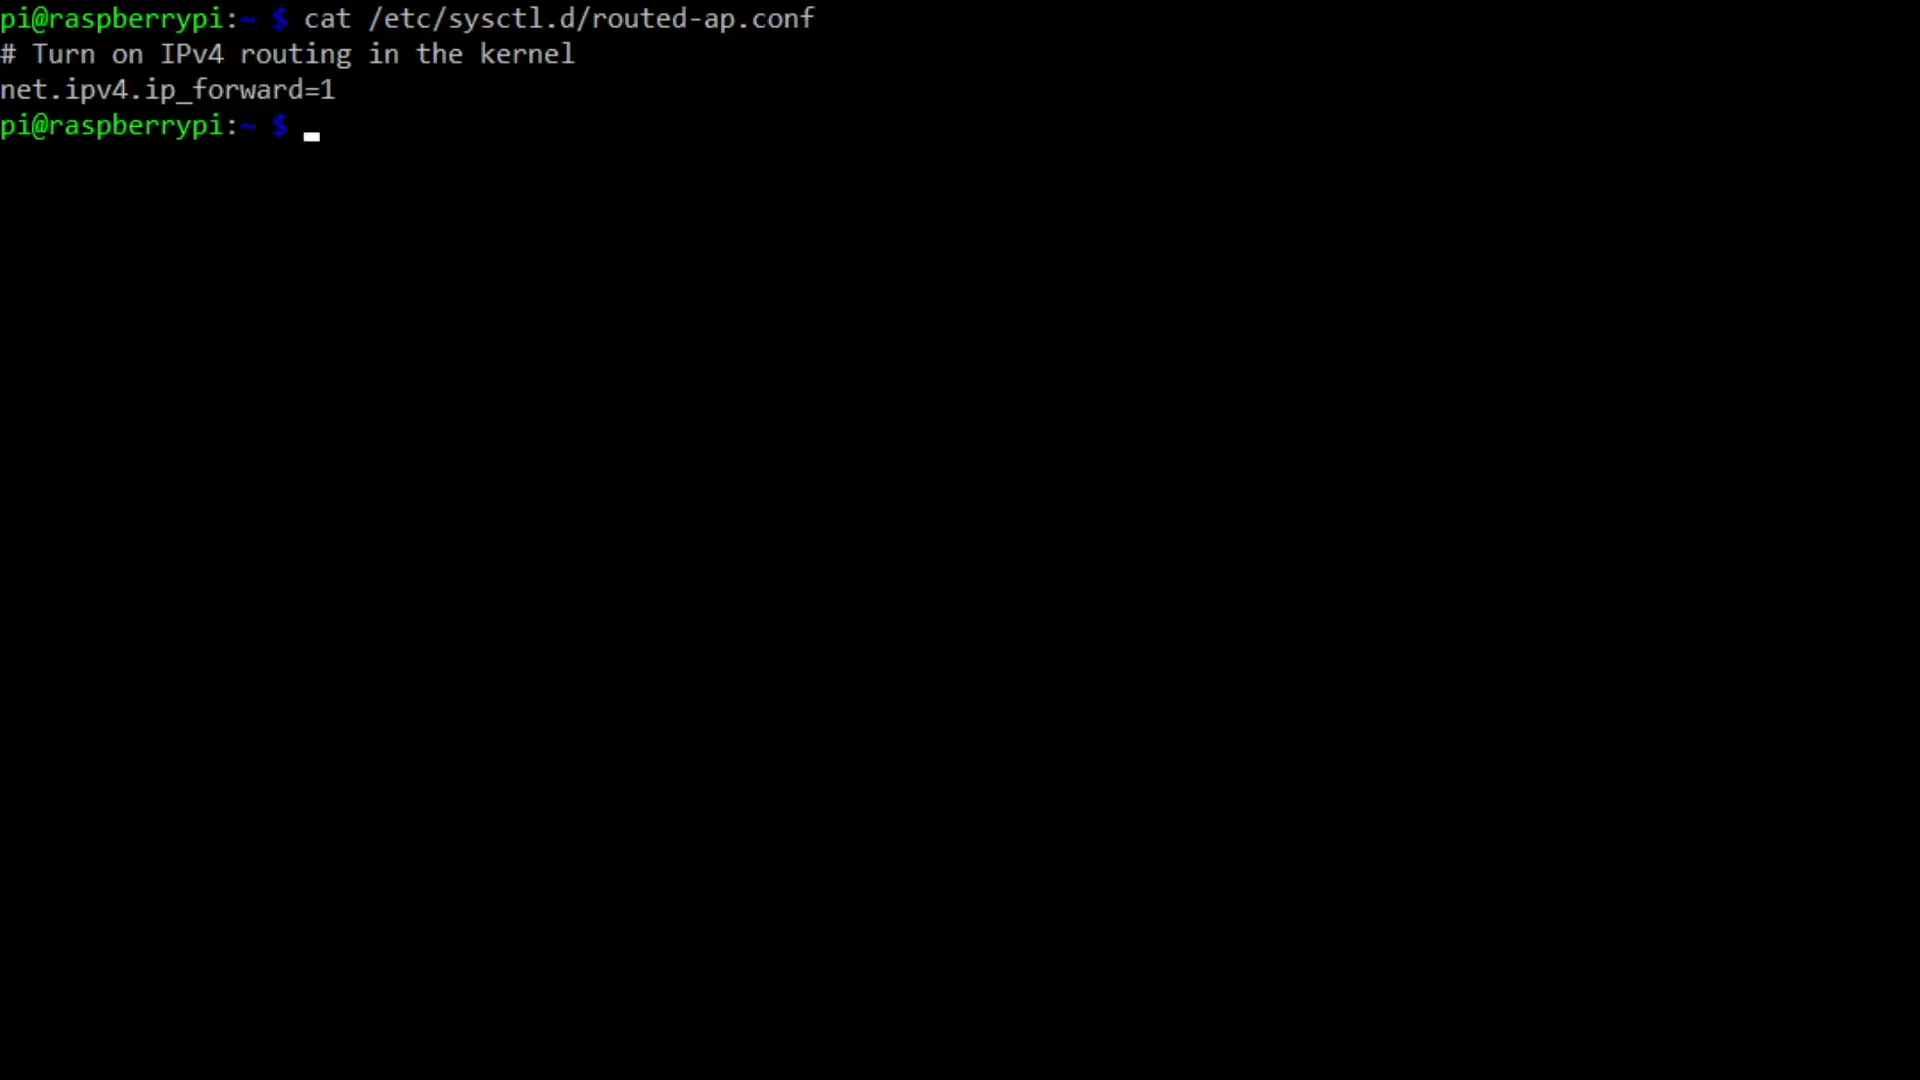 pi@raspberrypi:~ $ cat /etc/sysctl.d/routed-ap.conf
# Turn on IPv4 routing in the kernel
net.ipv4.ip_forward=1
pi@raspberrypi:~ $